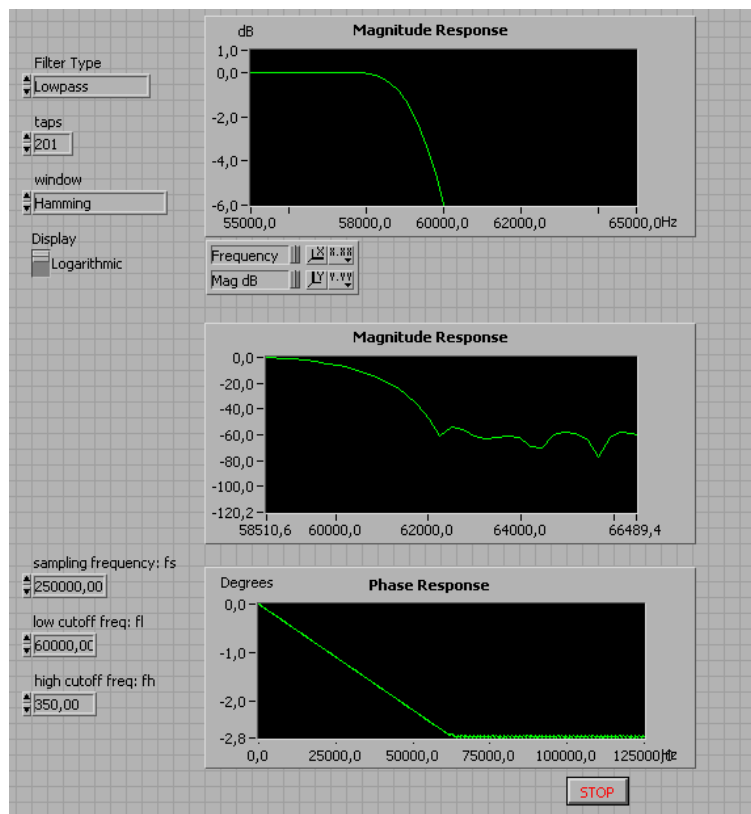 Filter Type
Lowpass
taps
201
window
Hamming
Display
Logarithmic
dB
Magnitude Response
1,0
0,0
-2,0
-4,0
-6,0
55000,0 58000,0 60000,0 62000,0 65000,0Hz
Frequency X 8.88
Mag dB Y Y.YY
Magnitude Response
0,0
-20,0
-40,0
-60,0
-80,0
-100,0
-120,2
58510,6 60000,0 62000,0 64000,0 66489,4
sampling frequency: fs
250000,00
low cutoff freq: fl
60000,0
high cutoff freq: fh
350,00
Degrees
Phase Response
0,0
-1,0
-2,0
-2,8
0,0 25000,0 50000,0 75000,0 100000,0 125000,0Hz
STOP